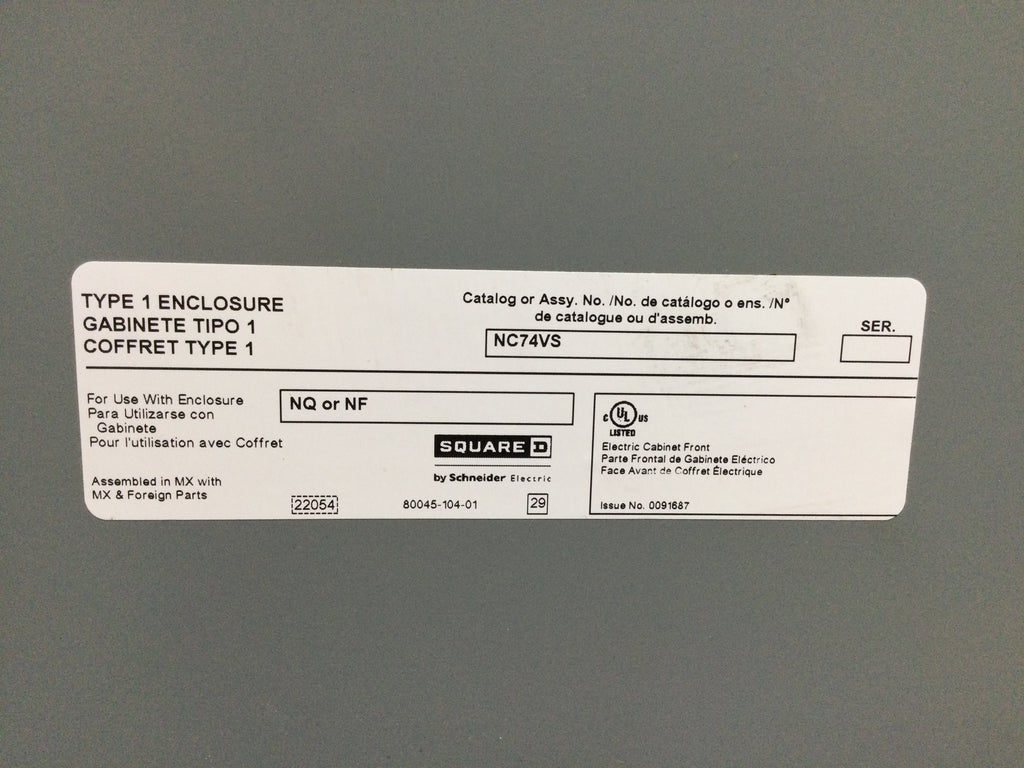 TYPE 1 ENCLOSURE
GABINETE TIPO 1
COFFRET TYPE 1
Catalog or Assy. No. /No. de catálogo o ens. /N°
de catalogue ou d'assemb.
NC74VS
SER.
For Use With Enclosure
Para Utilizarse con
Gabinete
Pour l'utilisation avec Coffret
NQ or NF
SQUARE D
by Schneider Electric
Assembled in MX with
MX & Foreign Parts
22054
80045-104-01
29
C UL US
LISTED
Electric Cabinet Front
Parte Frontal de Gabinete Eléctrico
Face Avant de Coffret Électrique
Issue No. 0091687